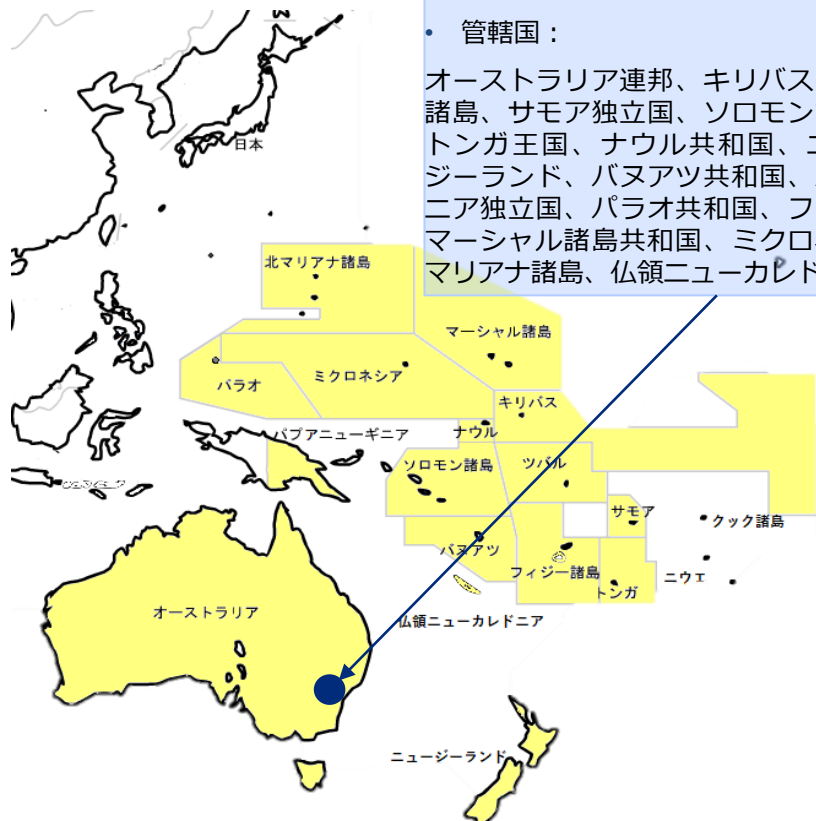 • 管轄国：
オーストラリア連邦、キリバス
諸島、サモア独立国、ソロモン
トンガ王国、ナウル共和国、
ジーランド、バヌアツ共和国、
ニア独立国、パラオ共和国、フ
マーシャル諸島共和国、ミクロ
マリアナ諸島、仏領ニューカレド
日本
北マリアナ諸島
マーシャル諸島
ミクロネシア
パラオ
キリバス
パプアニューギニア
ナウル
ソロモン諸島
ツバル
サモア
クック諸島
バヌアツ
フィジー諸島
ニウエ
トンガ
オーストラリア
仏領ニューカレドニア
ニュージーランド